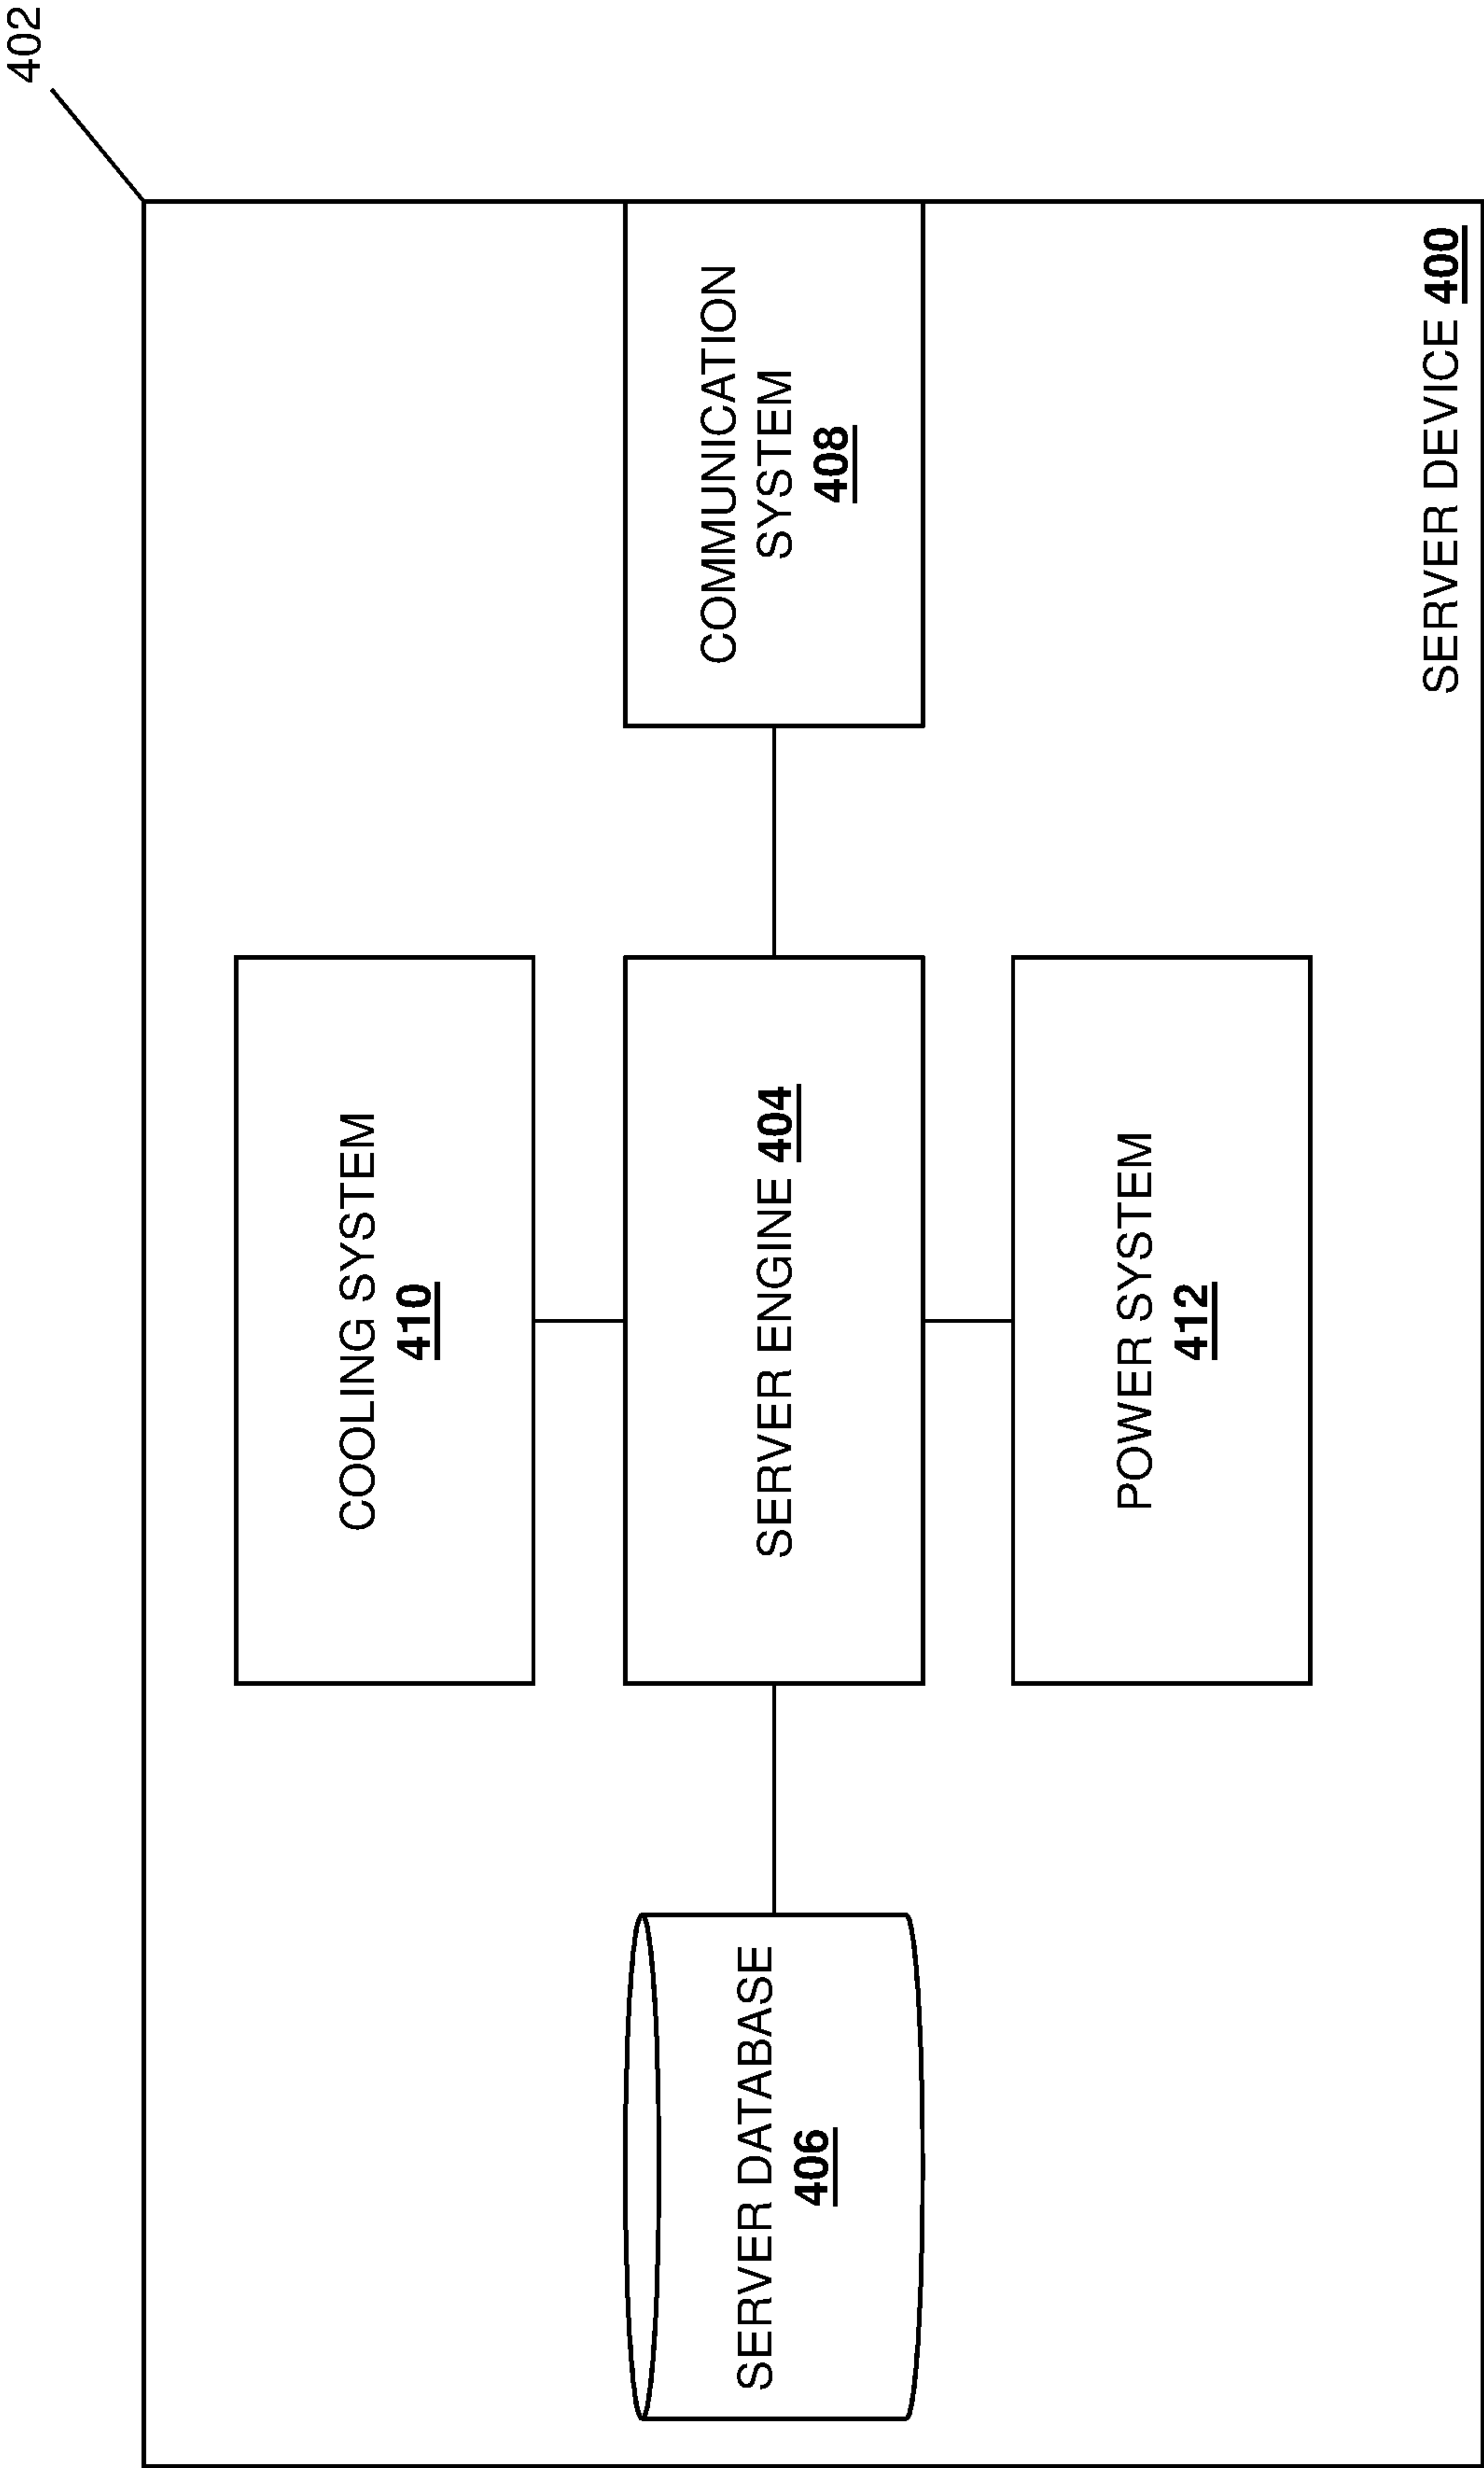 402
COOLING SYSTEM
410
SERVER DATABASE
406
SERVER ENGINE 404
COMMUNICATION
SYSTEM
408
POWER SYSTEM
412
SERVER DEVICE 400